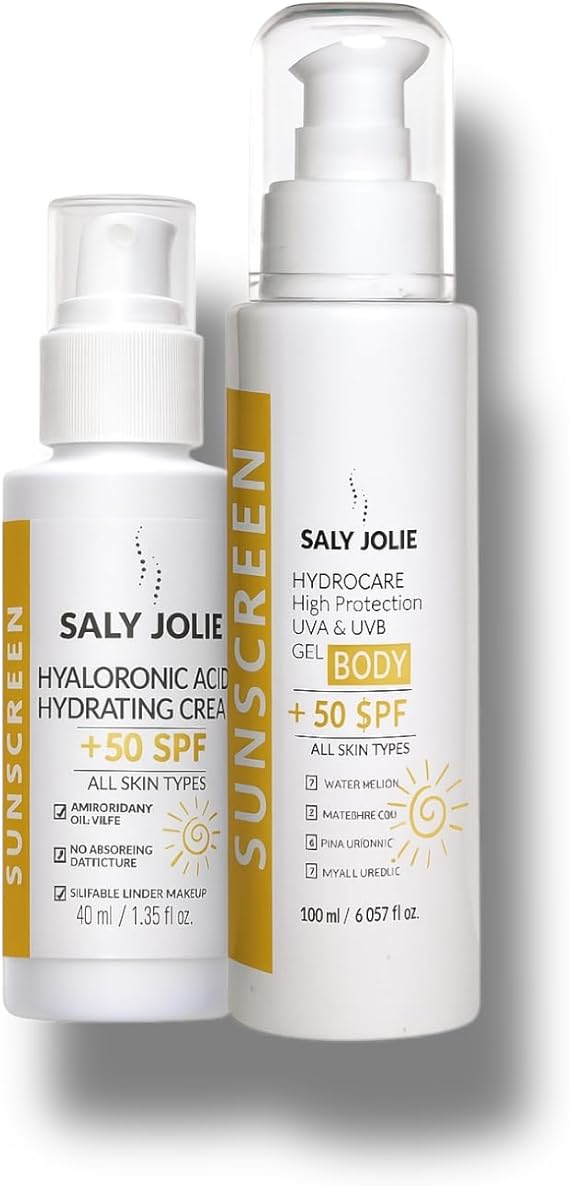 SUNSCREEN
SALY JOLIE
HYALORONIC ACID
HYDRATING CREA
+50 SPF
ALL SKIN TYPES
AMIRORIDANY
OIL: VILFE
NO ABSOREING
DATTICTURE
SILIFABLE LINDER MAKEUP
40 ml / 1.35 fl oz.
SUNSCREEN
SALY JOLIE
HYDROCARE
High Protection
UVA & UVB
GEL BODY
+ 50 $PF
ALL SKIN TYPES
WATER MELION
MATEBHRE COU
PINA URIONNIC
MYALL UREDLIC
100 ml / 6 057 fl oz.